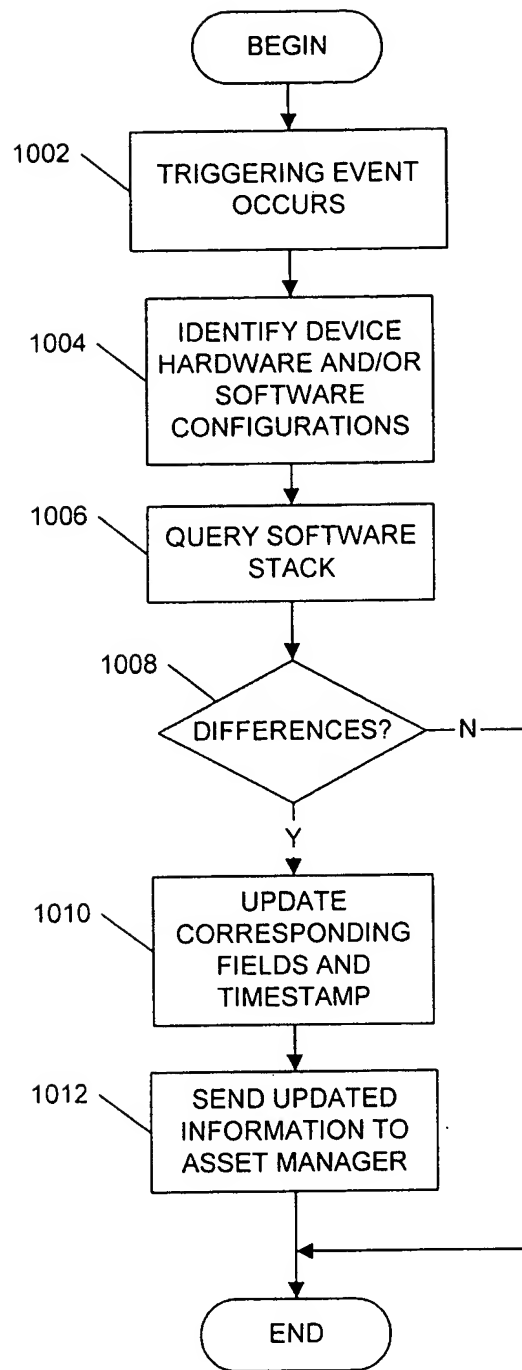 BEGIN
1002
TRIGGERING EVENT
OCCURS
1004
IDENTIFY DEVICE
HARDWARE AND/OR
SOFTWARE
CONFIGURATIONS
1006
QUERY SOFTWARE
STACK
1008
DIFFERENCES?
N
Y
1010
UPDATE
CORRESPONDING
FIELDS AND
TIMESTAMP
1012
SEND UPDATED
INFORMATION TO
ASSET MANAGER
END